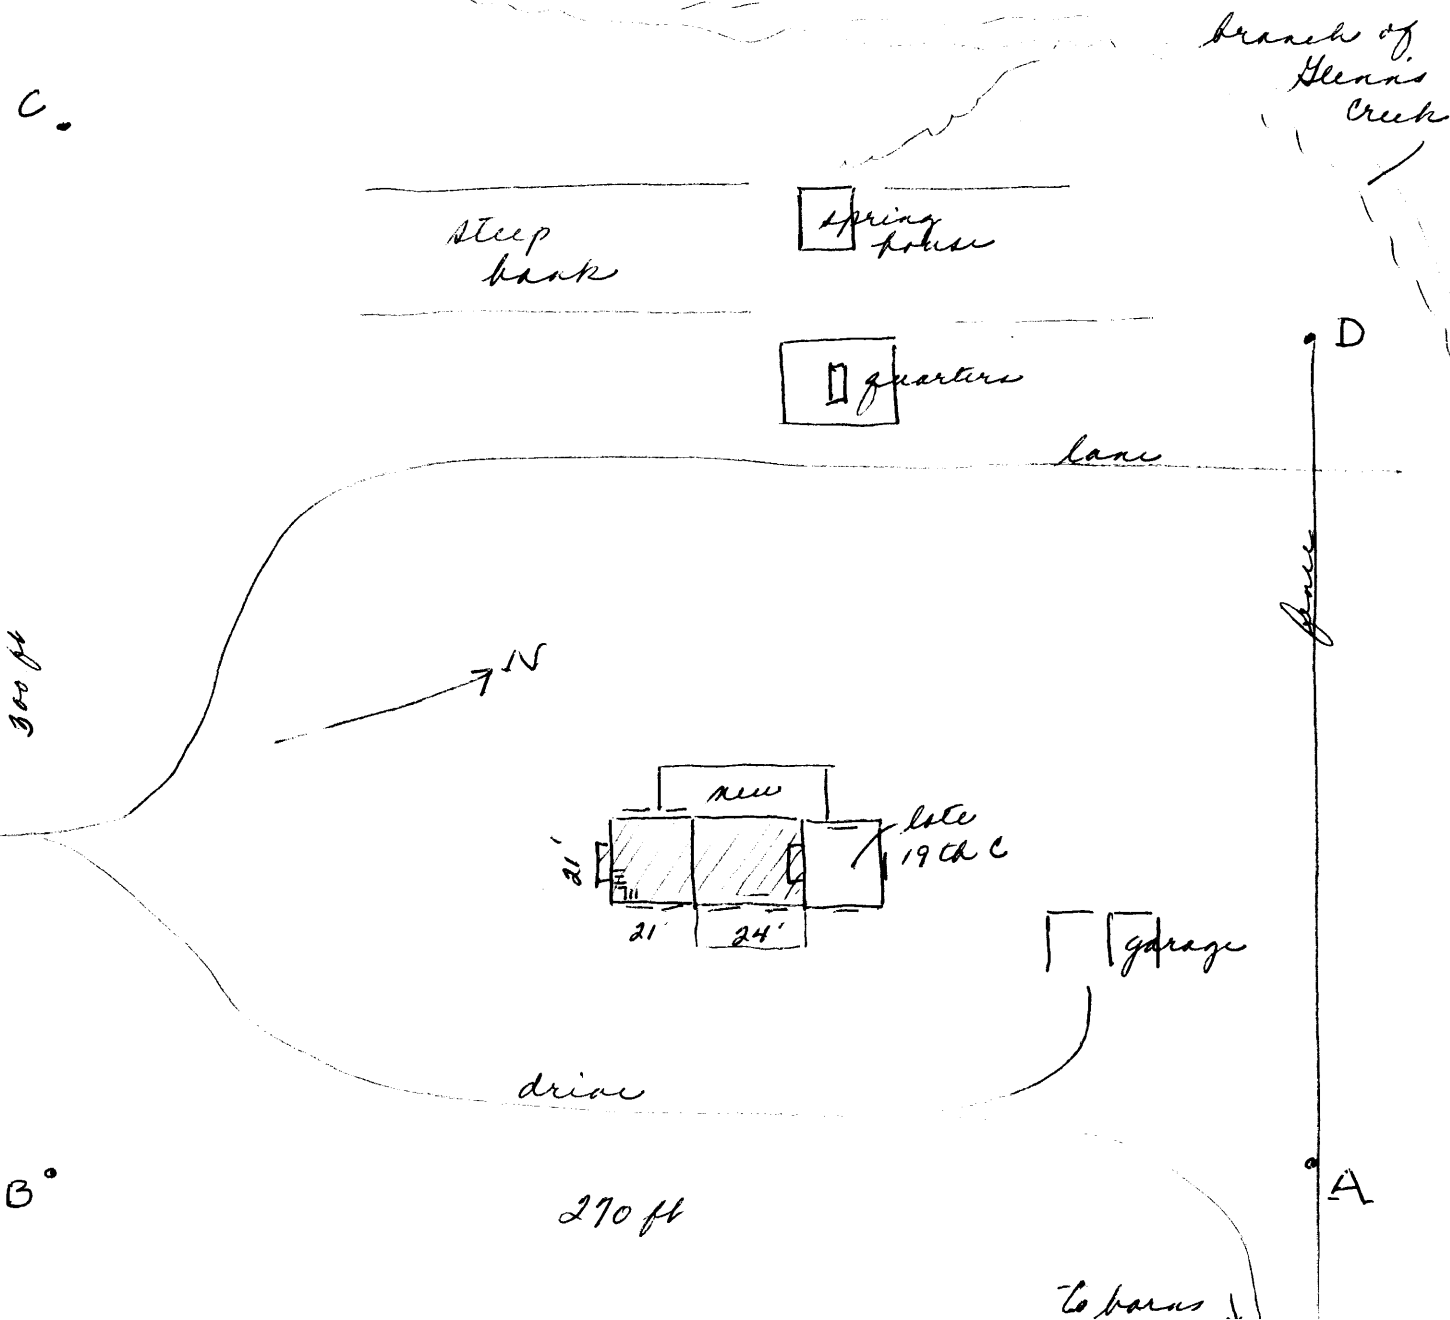 branch of
Glenn's
Creek
C
spring
house
steep
bank
D
quarters
lane
fence
300 ft
N
new
late
19th C
21'
21'
24'
garage
drive
B
A
270 ft
to barns